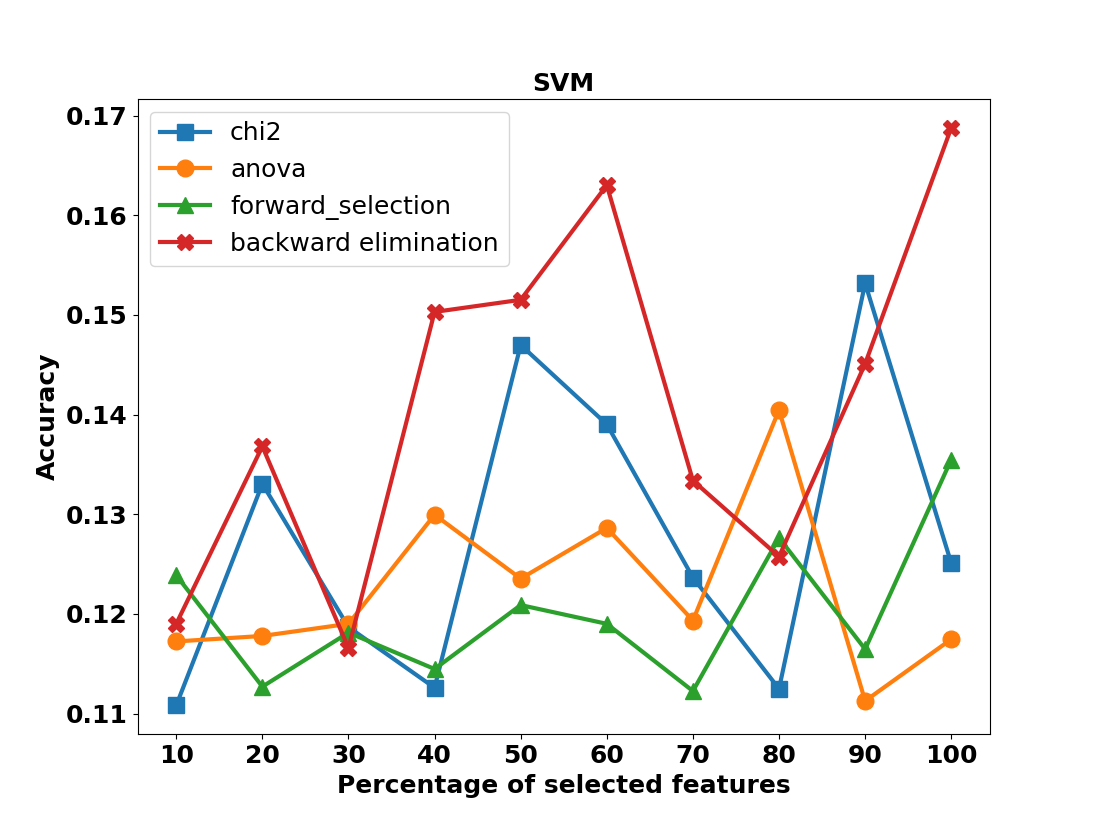 SVM
chi2
anova
forward_selection
backward elimination
Accuracy
0.17
0.16
0.15
0.14
0.13
0.12
0.11
10 20 30 40 50 60 70 80 90 100
Percentage of selected features